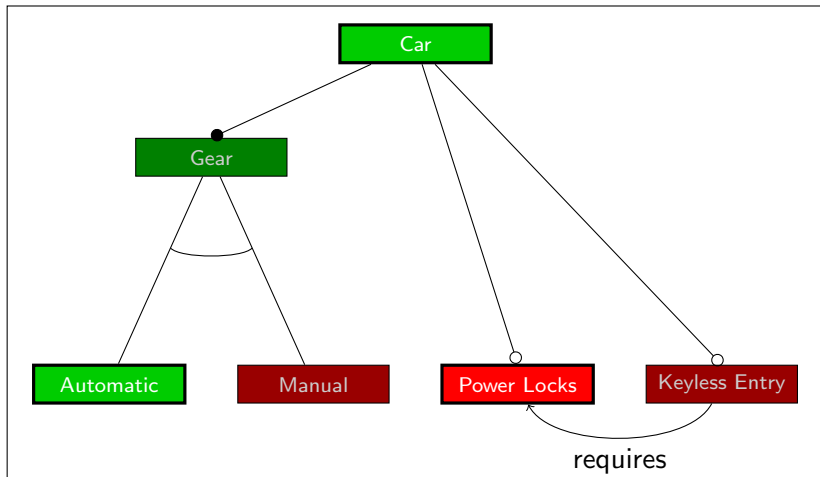 Car
Gear
Automatic
Manual
Power Locks
Keyless Entry
requires